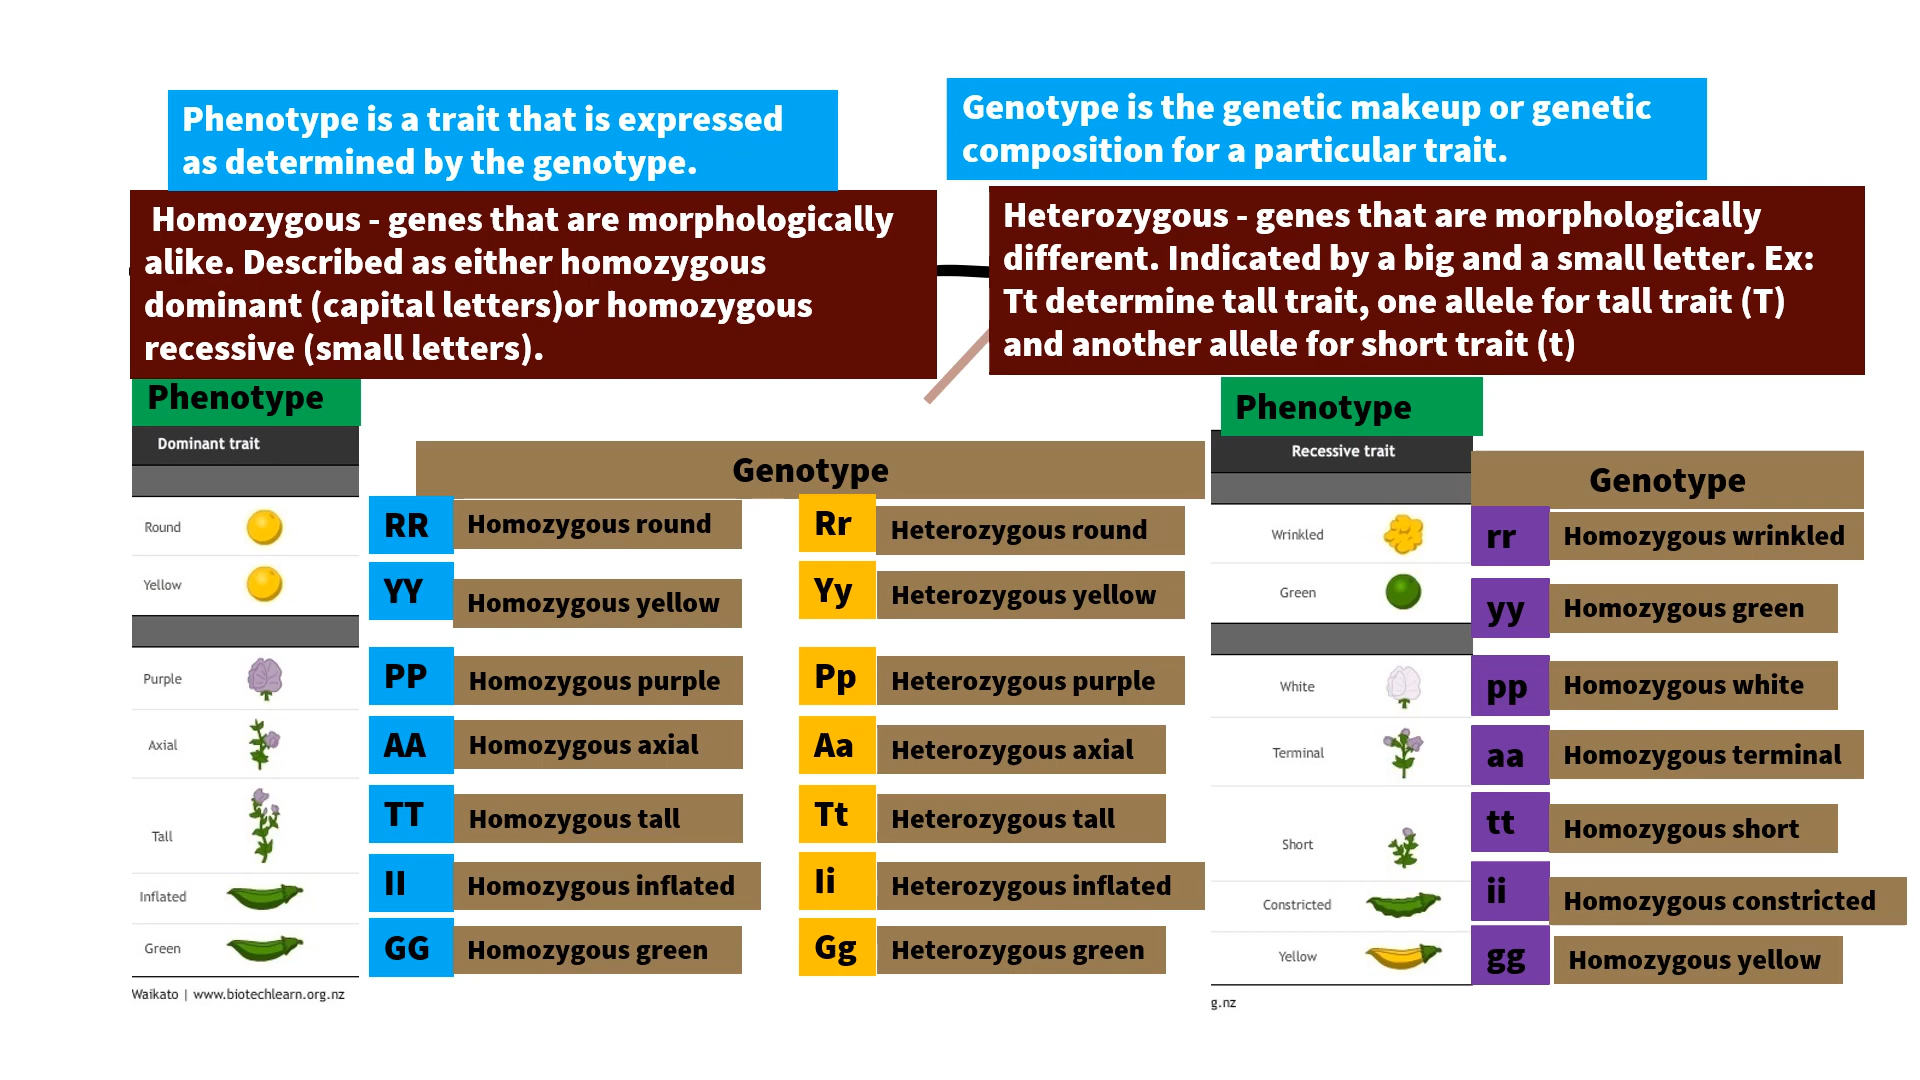 Phenotype is a trait that is expressed
as determined by the genotype.
Genotype is the genetic makeup or genetic
composition for a particular trait.
Homozygous - genes that are morphologically
alike. Described as either homozygous
dominant (capital letters)or homozygous
recessive (small letters).
Heterozygous - genes that are morphologically
different. Indicated by a big and a small letter. Ex:
Tt determine tall trait, one allele for tall trait (T)
and another allele for short trait (t)
Phenotype
Dominant trait
Genotype
Round
RR Homozygous round
Rr Heterozygous round
Yellow
YY Homozygous yellow
Yy Heterozygous yellow
Purple
PP Homozygous purple
Pp Heterozygous purple
Axial
AA Homozygous axial
Aa Heterozygous axial
Tall
TT Homozygous tall
Tt Heterozygous tall
Inflated
II Homozygous inflated
Ii Heterozygous inflated
Green
GG Homozygous green
Gg Heterozygous green
Waikato | www.biotechlearn.org.nz
Phenotype
Recessive trait
Genotype
Wrinkled
rr Homozygous wrinkled
Green
yy Homozygous green
White
pp Homozygous white
Terminal
aa Homozygous terminal
Short
tt Homozygous short
Constricted
ii Homozygous constricted
Yellow
gg Homozygous yellow
g.nz